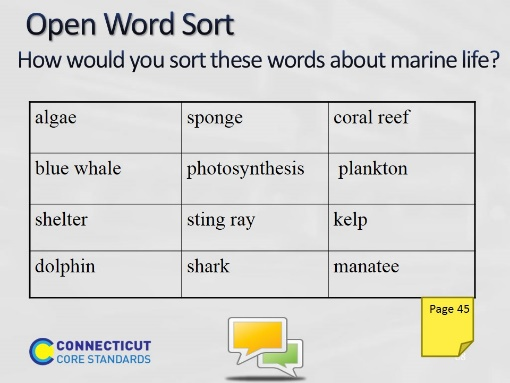 Open Word Sort
How would you sort these words about marine life?
algae sponge coral reef
blue whale photosynthesis plankton
shelter sting ray kelp
dolphin shark manatee
Page 45
CONNECTICUT
CORE STANDARDS